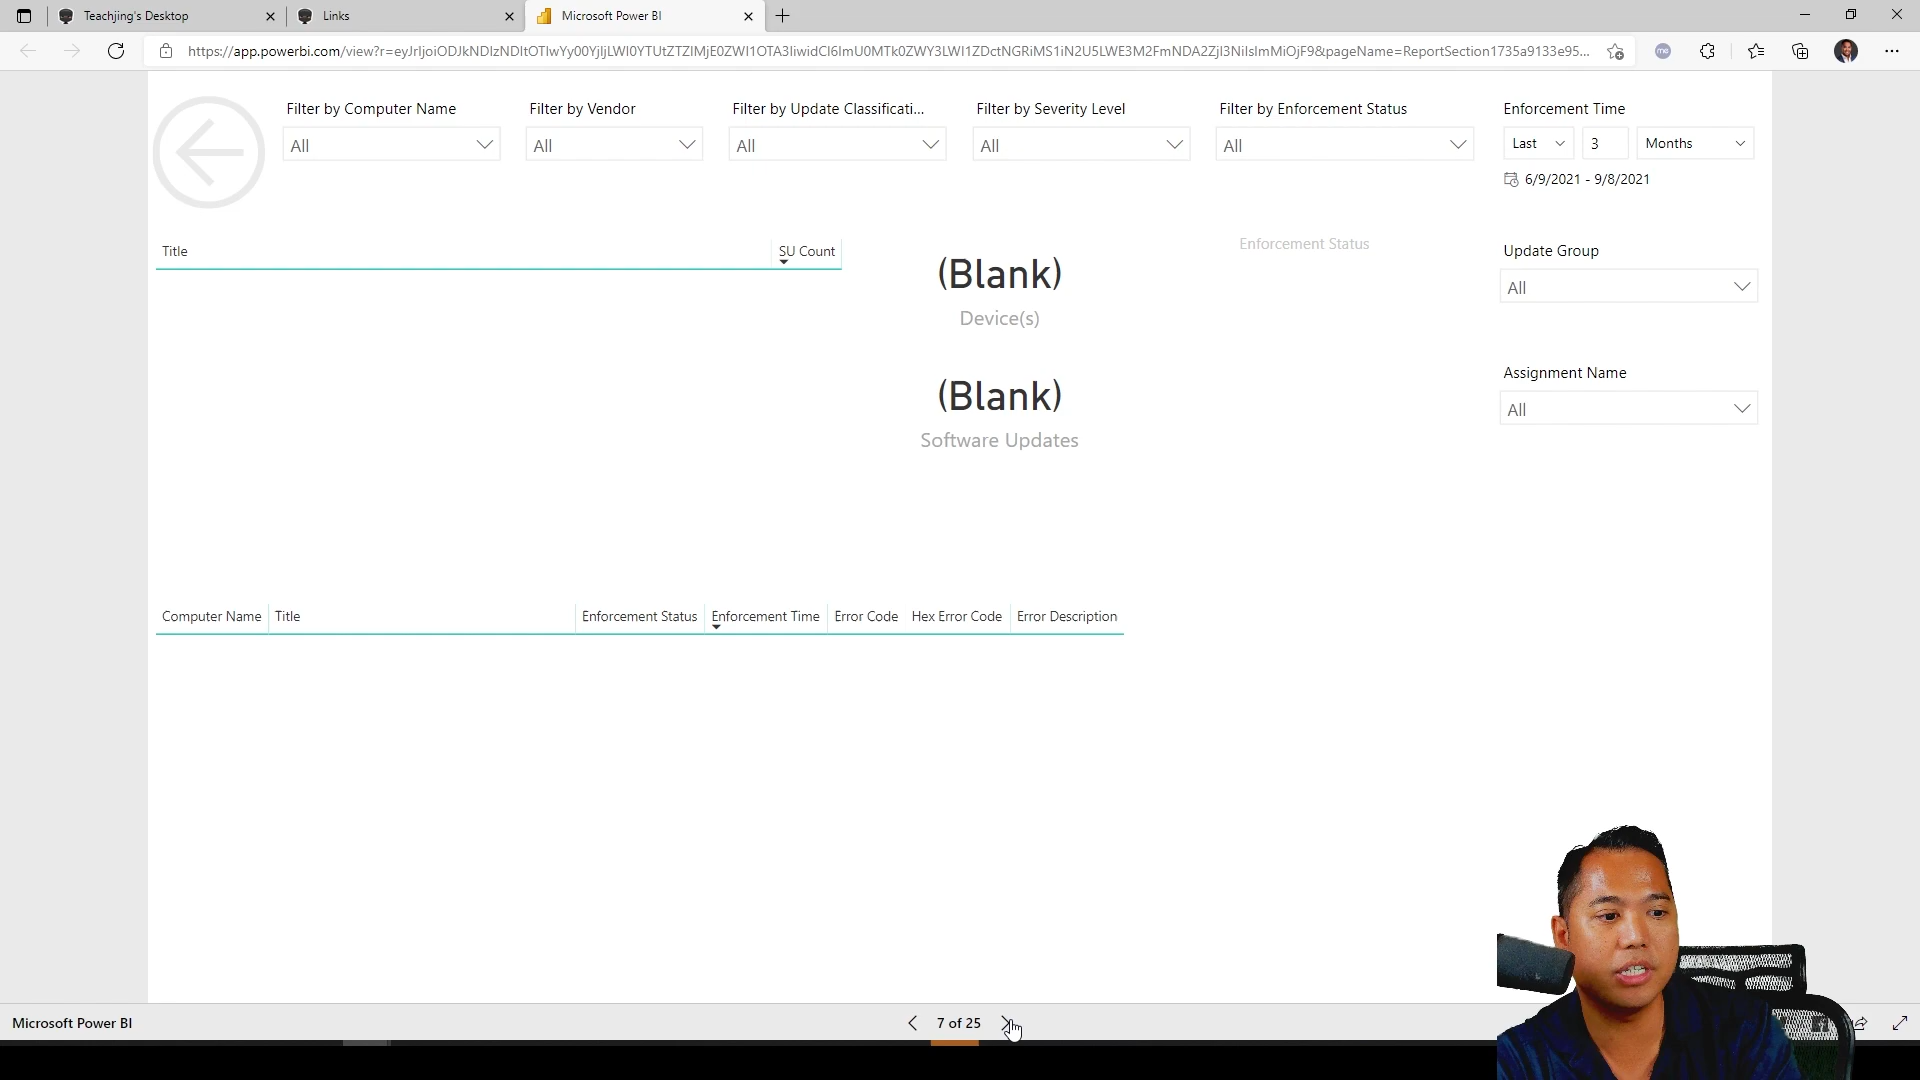 Teachjing's Desktop
Links
Microsoft Power BI
https://app.powerbi.com/view?r=eyJrIjoiODJkNDIzNDItOTIwYy00YjljLWI0YTUtZTZlMjE0ZWI1OTA3IiwidCI6ImU0MTk0ZWY3LWI1ZDctNGRiMS1iN2U5LWE3M2FmNDA2ZjI3NiIsImMiOjF9&pageName=ReportSection1735a9133e95...
Filter by Computer Name
Filter by Vendor
Filter by Update Classificati...
Filter by Severity Level
Filter by Enforcement Status
Enforcement Time
All
All
All
All
All
Last
3
Months
6/9/2021 - 9/8/2021
Title
SU Count
(Blank)
Device(s)
(Blank)
Software Updates
Enforcement Status
Update Group
All
Assignment Name
All
Computer Name
Title
Enforcement Status
Enforcement Time
Error Code
Hex Error Code
Error Description
Microsoft Power BI
7 of 25